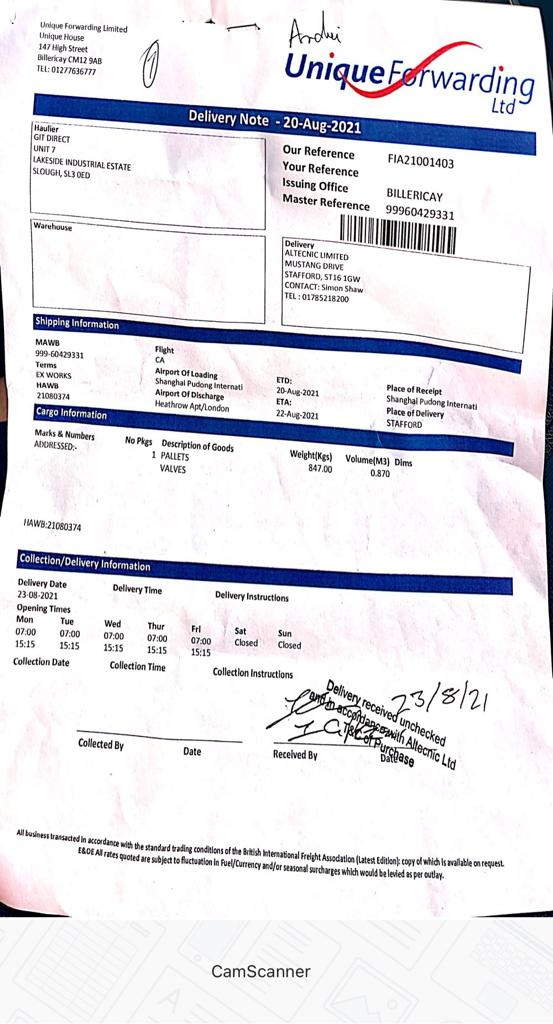 Unique Forwarding Limited
Unique House
147 High Street
Billericay CM12 9AB
TEL: 01277636777
1
Andrei
Unique Forwarding
Ltd
Delivery Note - 20-Aug-2021
Haulier
GIT DIRECT
UNIT 7
LAKESIDE INDUSTRIAL ESTATE
SLOUGH, SL3 0ED
Our Reference FIA21001403
Your Reference
Issuing Office BILLERICAY
Master Reference 99960429331
Warehouse
Delivery
ALTECNIC LIMITED
MUSTANG DRIVE
STAFFORD, ST16 1GW
CONTACT: Simon Shaw
TEL : 01785218200
Shipping Information
MAWB
999-60429331
Terms
EX WORKS
HAWB
21080374
Flight
CA
Airport Of Loading
Shanghai Pudong Internati
Airport Of Discharge
Heathrow Apt/London
ETD:
20-Aug-2021
ETA:
22-Aug-2021
Place of Receipt
Shanghai Pudong Internati
Place of Delivery
STAFFORD
Cargo Information
Marks & Numbers No Pkgs Description of Goods Weight(Kgs) Volume(M3) Dims
ADDRESSED:- 1 PALLETS 847.00 0.870
VALVES
HAWB:21080374
Collection/Delivery Information
Delivery Date Delivery Time Delivery Instructions
23-08-2021
Opening Times
Mon Tue Wed Thur Fri Sat Sun
07:00 07:00 07:00 07:00 07:00 Closed Closed
15:15 15:15 15:15 15:15 15:15
Collection Date Collection Time Collection Instructions
23/8/21
Delivery received unchecked
and in accordance with Altecnic Ltd
T&C of Purchase
Collected By Date Received By Date
All business transacted in accordance with the standard trading conditions of the British International Freight Association (Latest Edition): copy of which is available on request.
E&OE All rates quoted are subject to fluctuation in Fuel/Currency and/or seasonal surcharges which would be levied as per outlay.
CamScanner